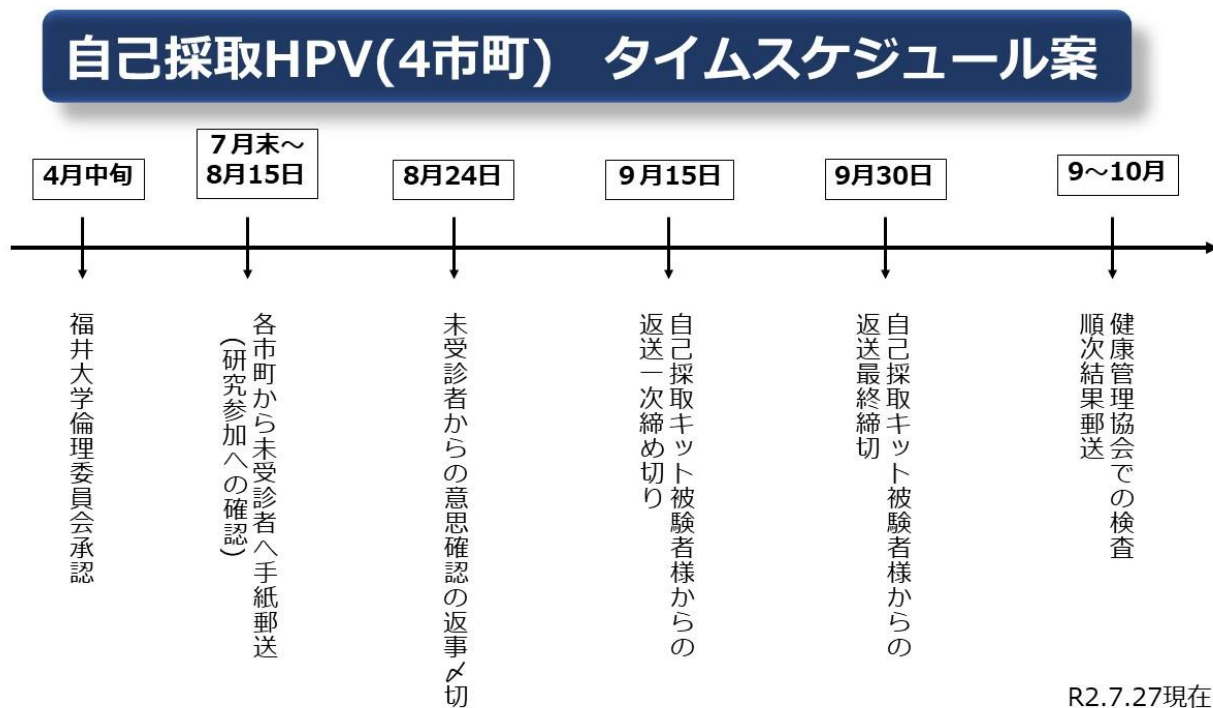 自己採取HPV(4市町)　タイムスケジュール案
4月中旬
７月末～
8月15日
8月24日
９月15日
9月30日
9～10月
福井大学倫理委員会承認
各市町から未受診者へ手紙郵送
(研究参加への確認)
未受診者からの意思確認の返事〆切
自己採取キット被験者様からの
返送一次締め切り
自己採取キット被験者様からの
返送最終締切
健康管理協会での検査
順次結果郵送
R2.7.27現在